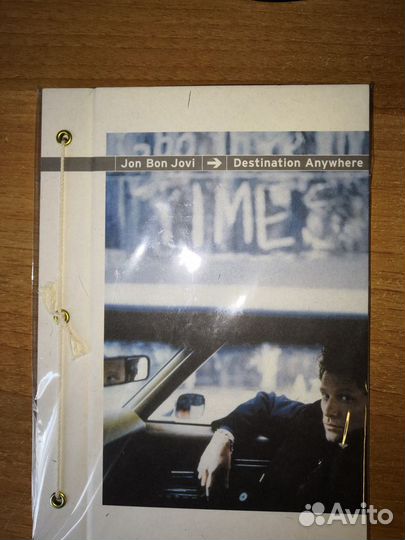 Jon Bon Jovi → Destination Anywhere
TIMES
Avito